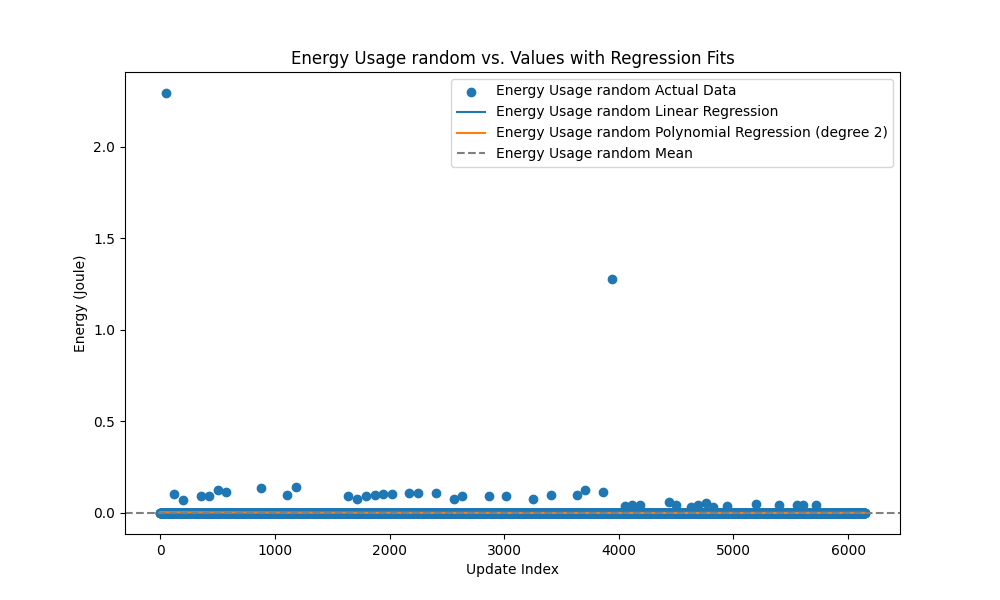 Energy Usage random vs. Values with Regression Fits
Energy Usage random Actual Data
Energy Usage random Linear Regression
Energy Usage random Polynomial Regression (degree 2)
Energy Usage random Mean
2.0
1.5
1.0
0.5
0.0
Energy (Joule)
0 1000 2000 3000 4000 5000 6000
Update Index